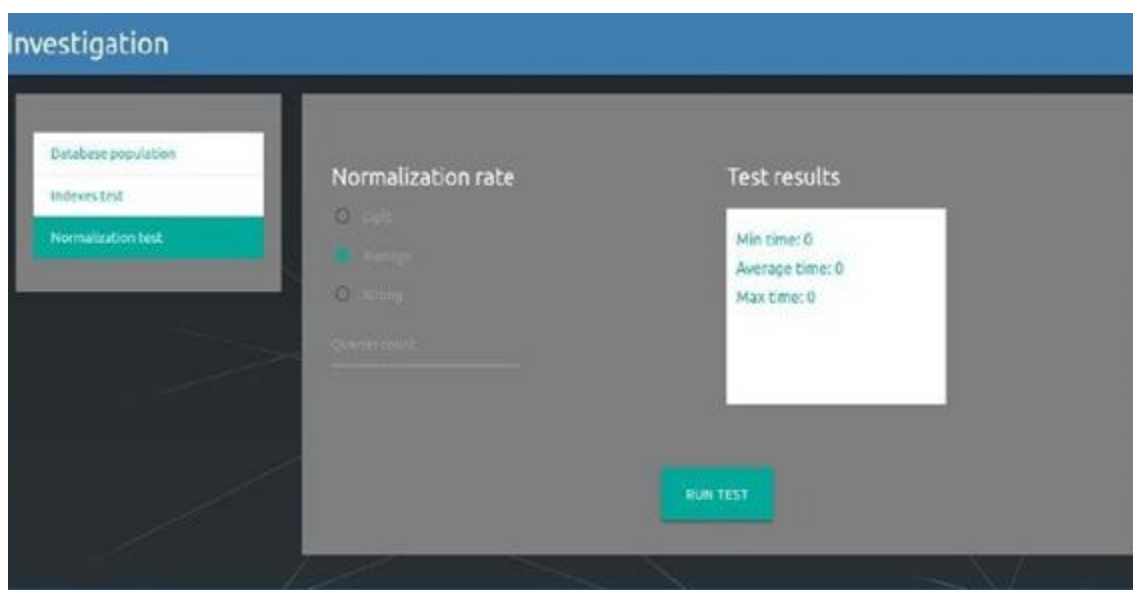 Investigation
Database population
Indexes test
Normalization test
Normalization rate
Light
Average
Strong
Queries count
Test results
Min time: 0
Average time: 0
Max time: 0
RUN TEST